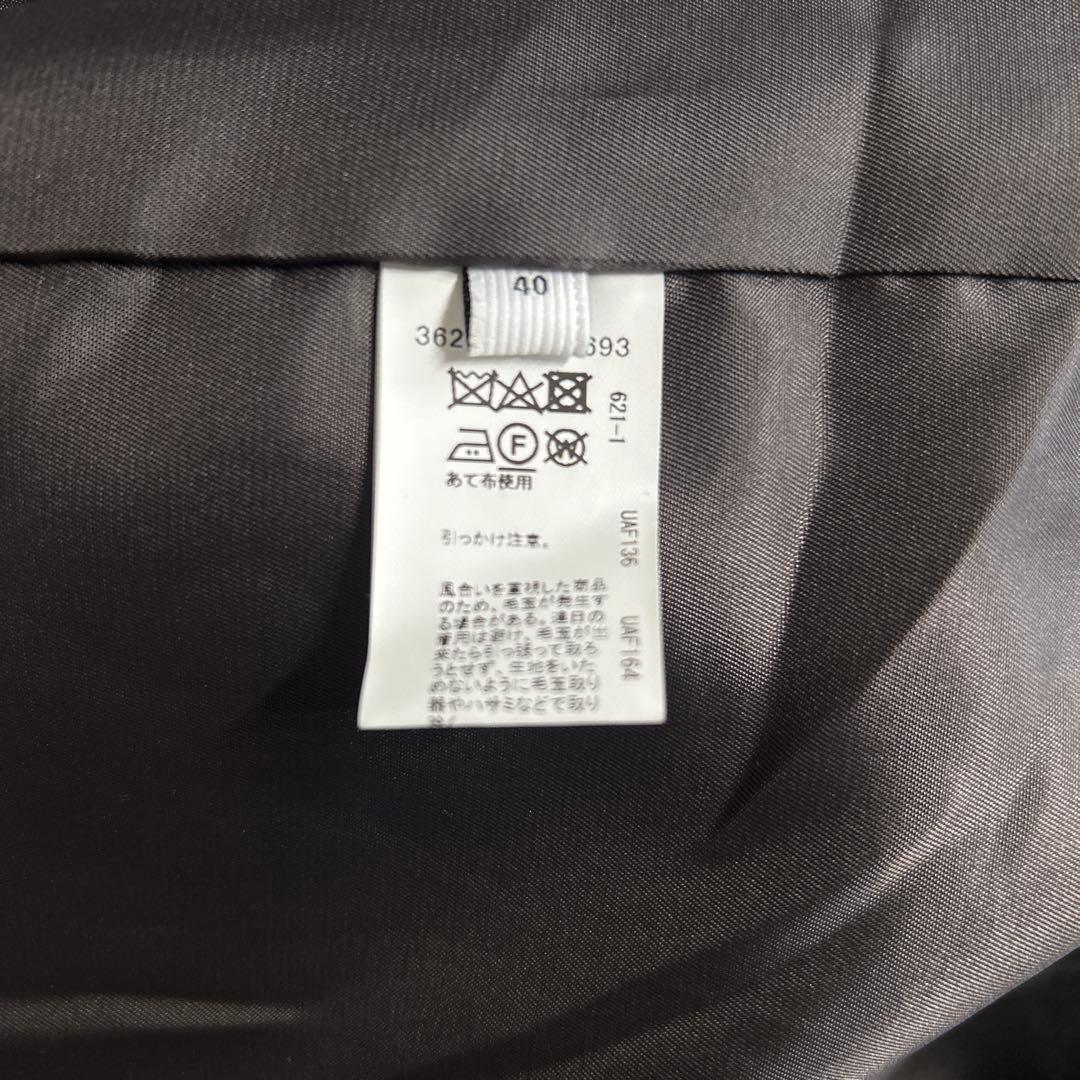 40
362
693
621-1
F
W
あて布使用
引っかけ注意。
UAF136 UAF164
風合いを重視した商品
のため、毛玉が発生す
る場合がある。連日の
着用は避け、毛玉が出
来たら引っ張って取ろ
うとせず、生地をいた
めないように毛玉取り
器やハサミなどで取り